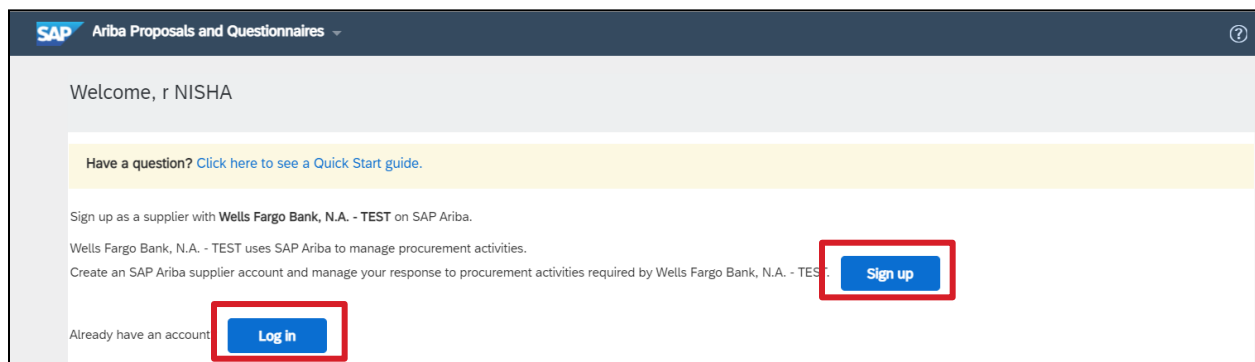 SAP Ariba Proposals and Questionnaires
Welcome, r NISHA
Have a question? Click here to see a Quick Start guide.
Sign up as a supplier with Wells Fargo Bank, N.A. - TEST on SAP Ariba.
Wells Fargo Bank, N.A. - TEST uses SAP Ariba to manage procurement activities.
Create an SAP Ariba supplier account and manage your response to procurement activities required by Wells Fargo Bank, N.A. - TEST. Sign up
Already have an account Log in